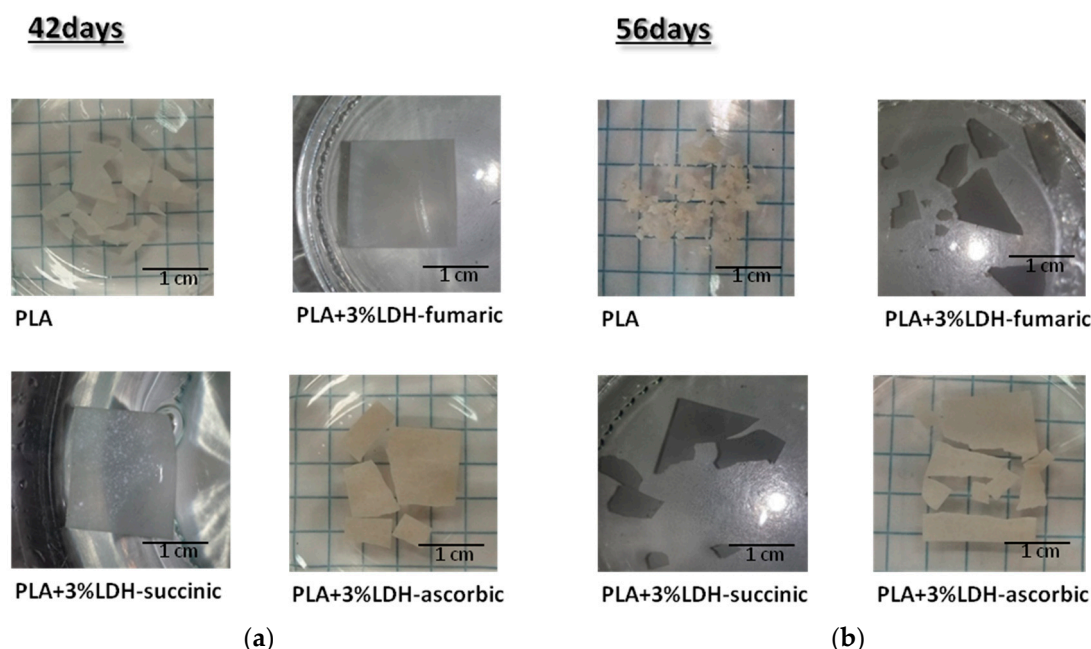 42days
56days
1 cm
1 cm
1 cm
1 cm
PLA
PLA+3%LDH-fumaric
PLA
PLA+3%LDH-fumaric
1 cm
1 cm
1 cm
1 cm
PLA+3%LDH-succinic
PLA+3%LDH-ascorbic
PLA+3%LDH-succinic
PLA+3%LDH-ascorbic
(a)
(b)